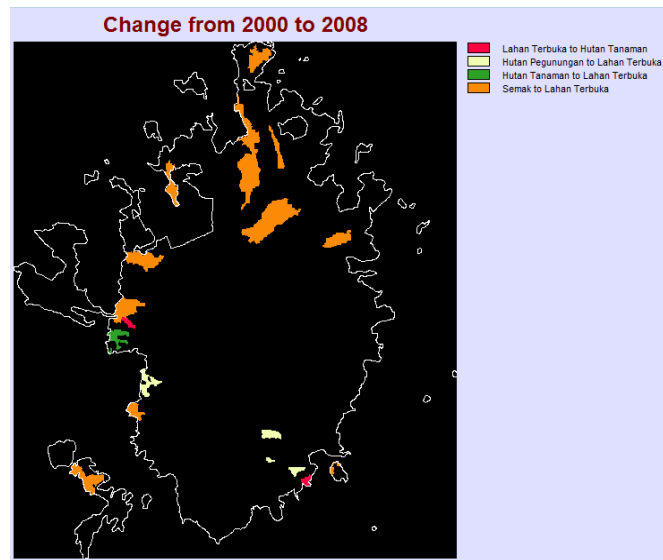 Change from 2000 to 2008
Lahan Terbuka to Hutan Tanaman
Hutan Pegunungan to Lahan Terbuka
Hutan Tanaman to Lahan Terbuka
Semak to Lahan Terbuka